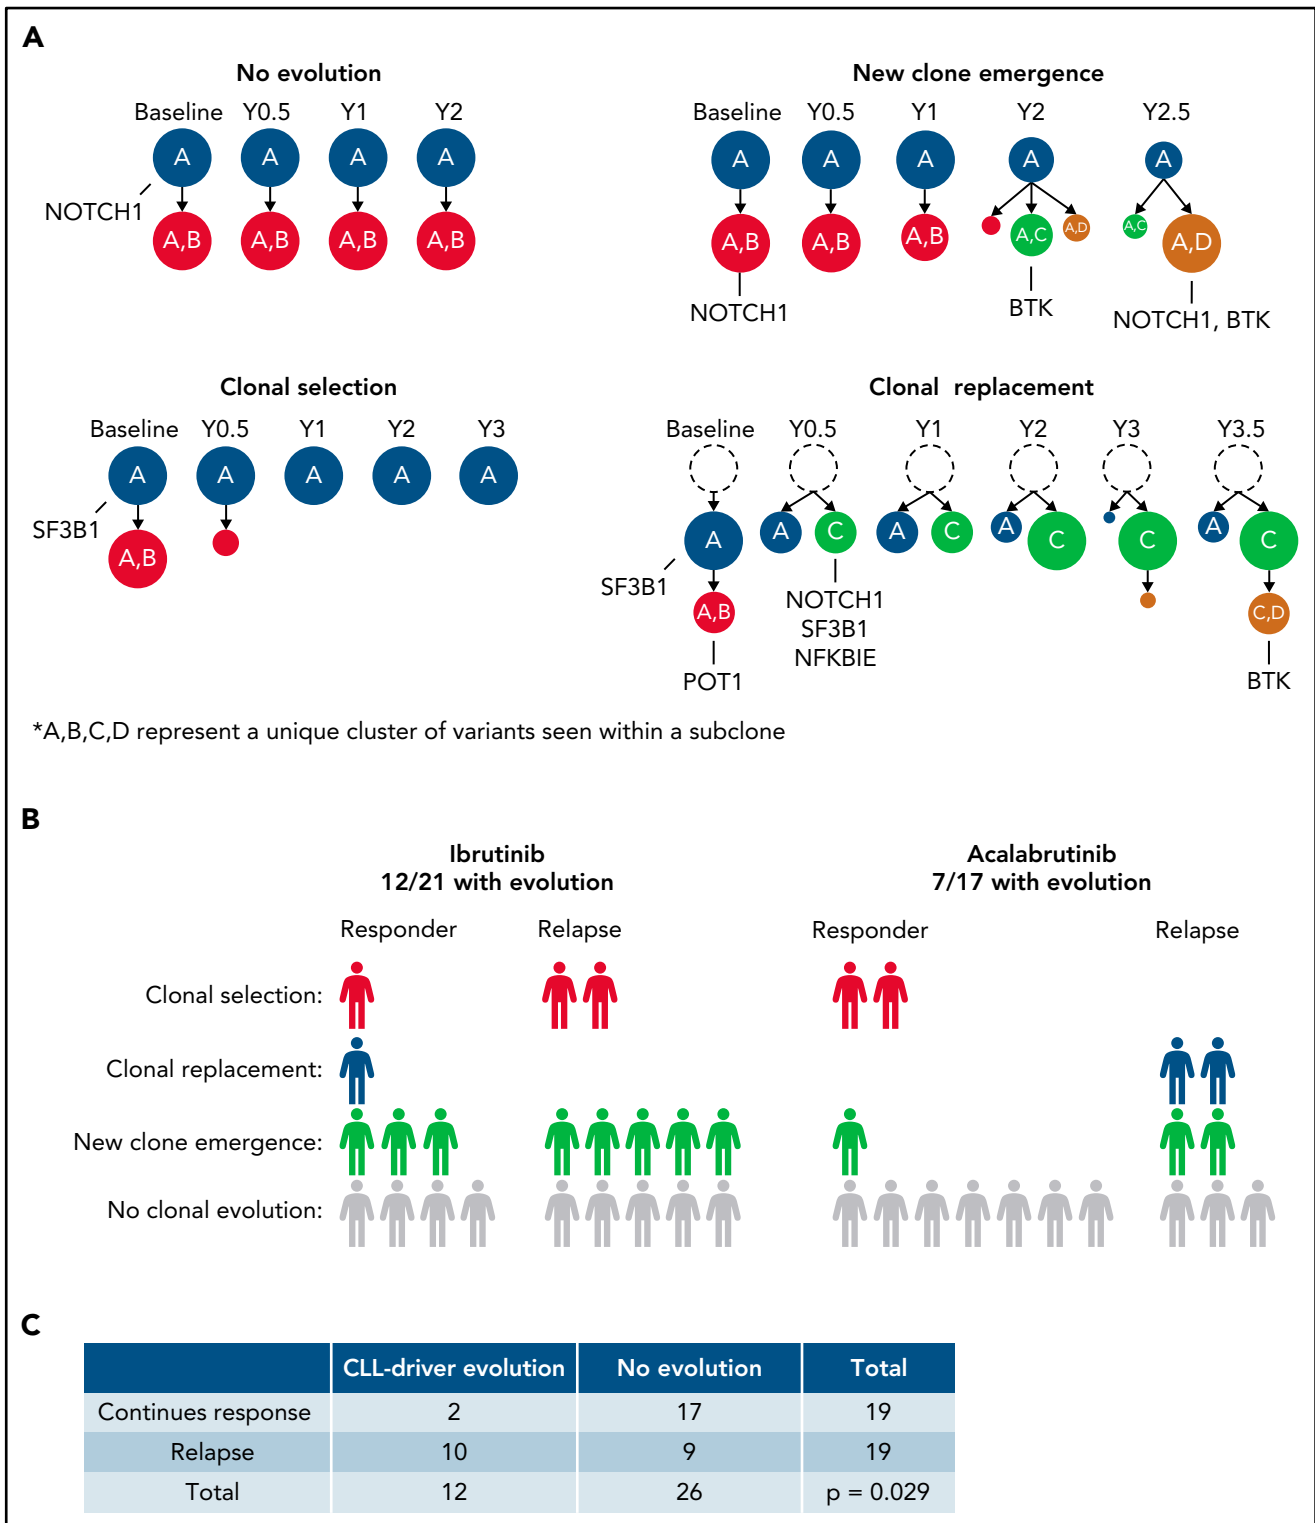 A
No evolution
Baseline Y0.5 Y1 Y2
A A A A
NOTCH1
A,B A,B A,B A,B
New clone emergence
Baseline Y0.5 Y1 Y2 Y2.5
A A A A A
A,B A,B A,B A,C A,D A,C A,D
NOTCH1
BTK
NOTCH1, BTK
Clonal selection
Baseline Y0.5 Y1 Y2 Y3
A A A A A
SF3B1
A,B
Clonal replacement
Baseline Y0.5 Y1 Y2 Y3 Y3.5
A A C A C A C C A C
SF3B1
A,B
POT1
NOTCH1
SF3B1
NFKBIE
C,D
BTK
*A,B,C,D represent a unique cluster of variants seen within a subclone
B
Ibrutinib
12/21 with evolution
Acalabrutinib
7/17 with evolution
Responder Relapse Responder Relapse
Clonal selection:
Clonal replacement:
New clone emergence:
No clonal evolution:
C
CLL-driver evolution No evolution Total
Continues response 2 17 19
Relapse 10 9 19
Total 12 26 p = 0.029